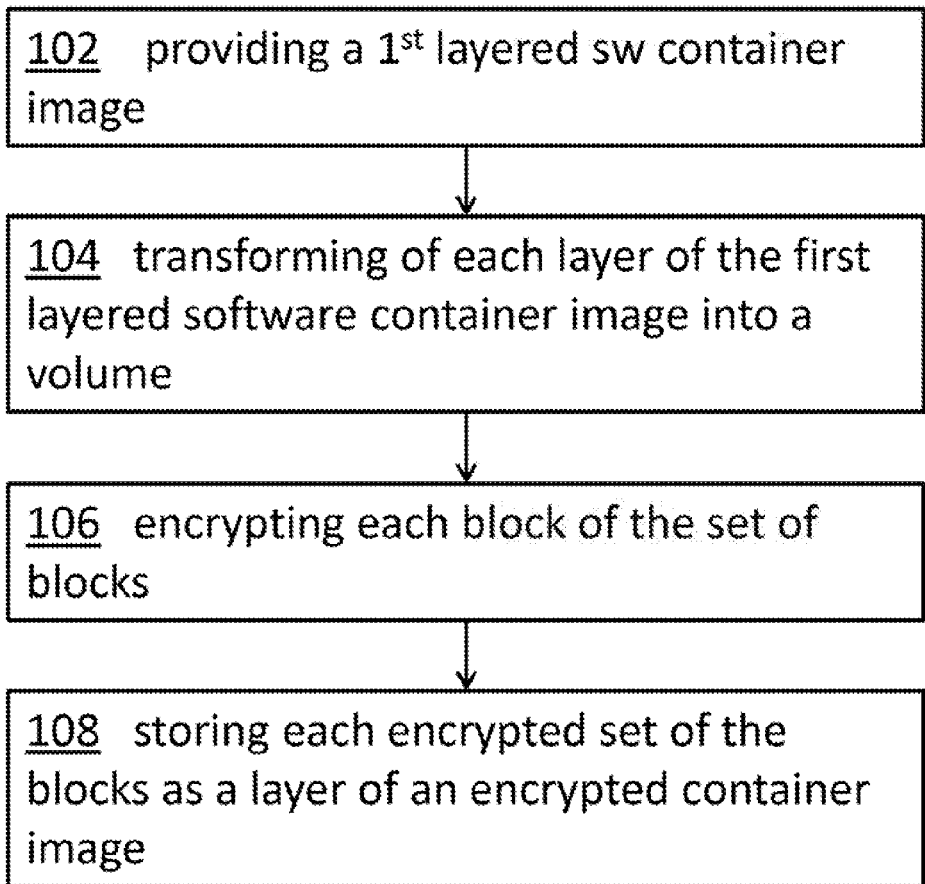 102 providing a 1st layered sw container
image
104 transforming of each layer of the first
layered software container image into a
volume
106 encrypting each block of the set of
blocks
108 storing each encrypted set of the
blocks as a layer of an encrypted container
image